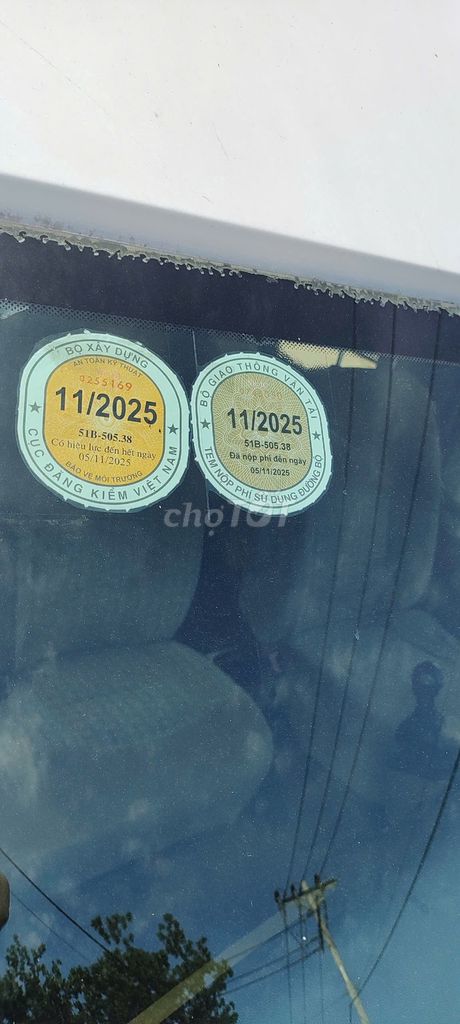 BỘ XÂY DỰNG
AN TOÀN KỸ THUẬT
0255169
11/2025
51B-505.38
Có hiệu lực đến hết ngày
05/11/2025
BẢO VỆ MÔI TRƯỜNG
CỤC ĐĂNG KIỂM VIỆT NAM
BỘ GIAO THÔNG VẬN TẢI
11/2025
51B-505.38
Đã nộp phí đến ngày
05/11/2025
TEM NỘP PHÍ SỬ DỤNG ĐƯỜNG BỘ
chợTỐT